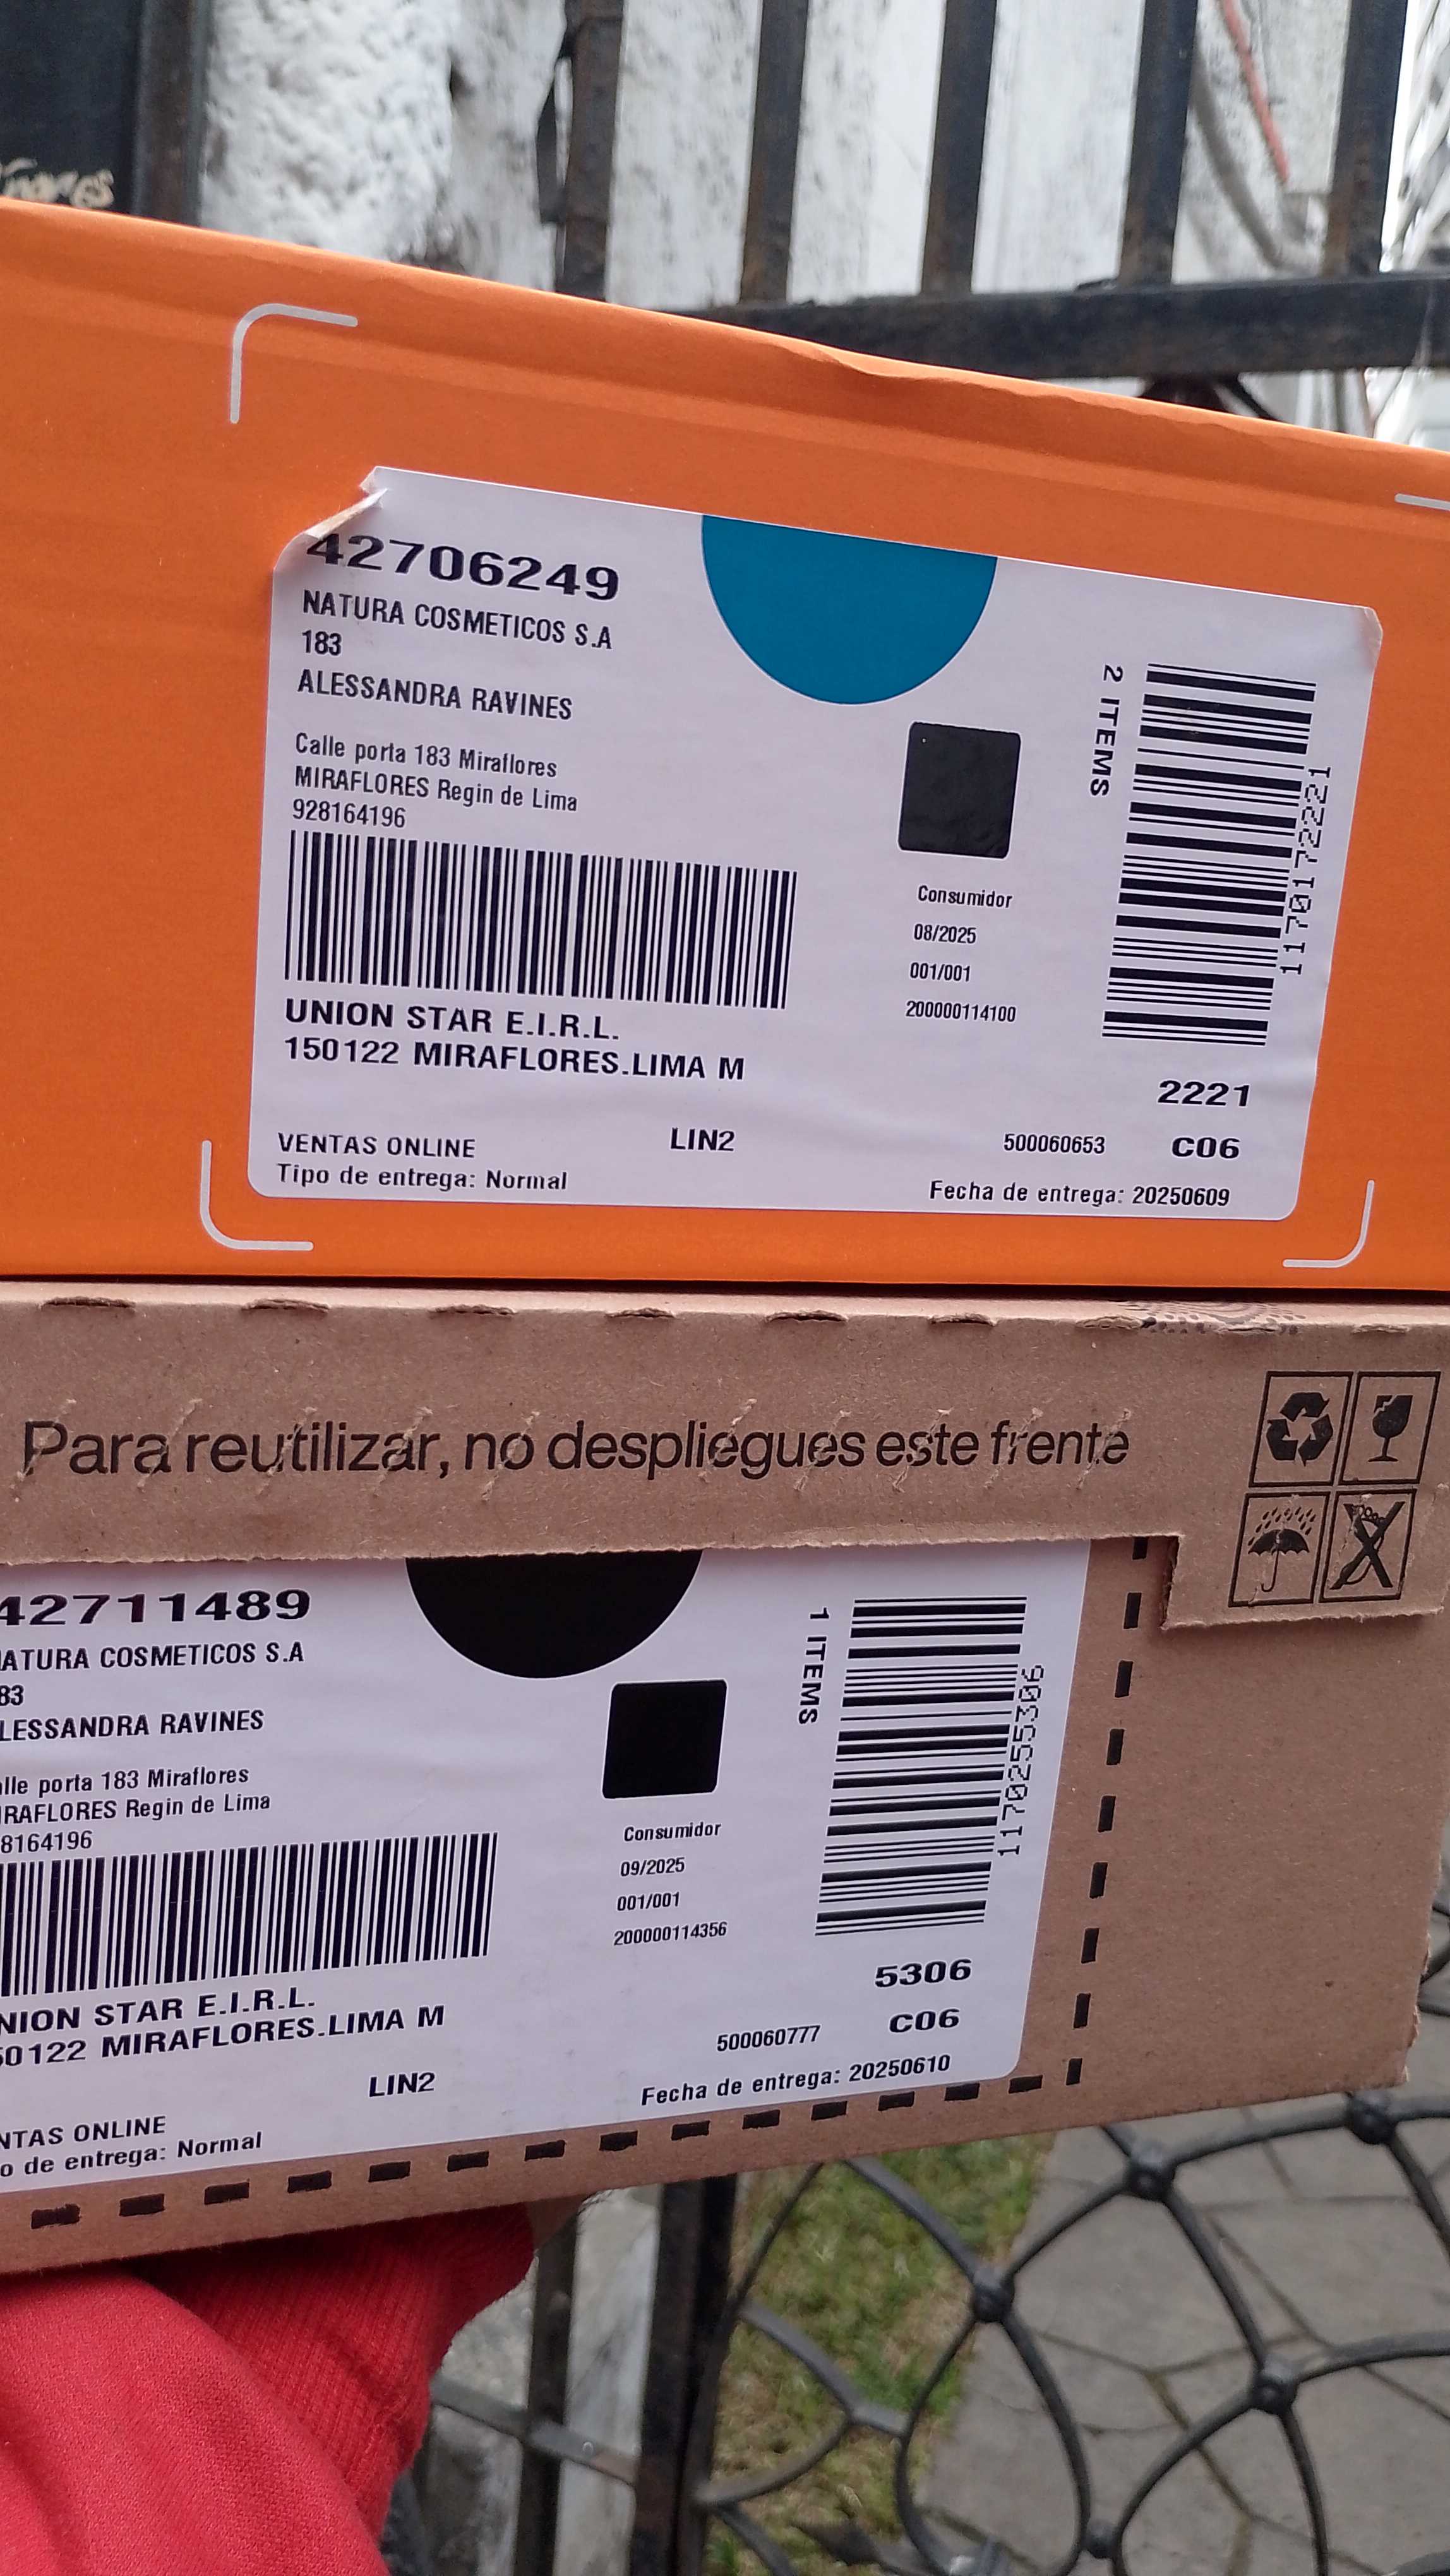 42706249
NATURA COSMETICOS S.A
183
ALESSANDRA RAVINES
Calle porta 183 Miraflores
MIRAFLORES Regin de Lima
928164196
UNION STAR E.I.R.L.
150122 MIRAFLORES.LIMA M
VENTAS ONLINE
Tipo de entrega: Normal
LIN2
Consumidor
08/2025
001/001
200000114100
2 ITEMS
1170172221
2221
500060653
C06
Fecha de entrega: 20250609
Para reutilizar, no despliegues este frente
42711489
ATURA COSMETICOS S.A
83
LESSANDRA RAVINES
lle porta 183 Miraflores
RAFLORES Regin de Lima
8164196
NION STAR E.I.R.L.
50122 MIRAFLORES.LIMA M
LIN2
NTAS ONLINE
o de entrega: Normal
Consumidor
09/2025
001/001
200000114356
1 ITEMS
1170255306
5306
500060777
C06
Fecha de entrega: 20250610